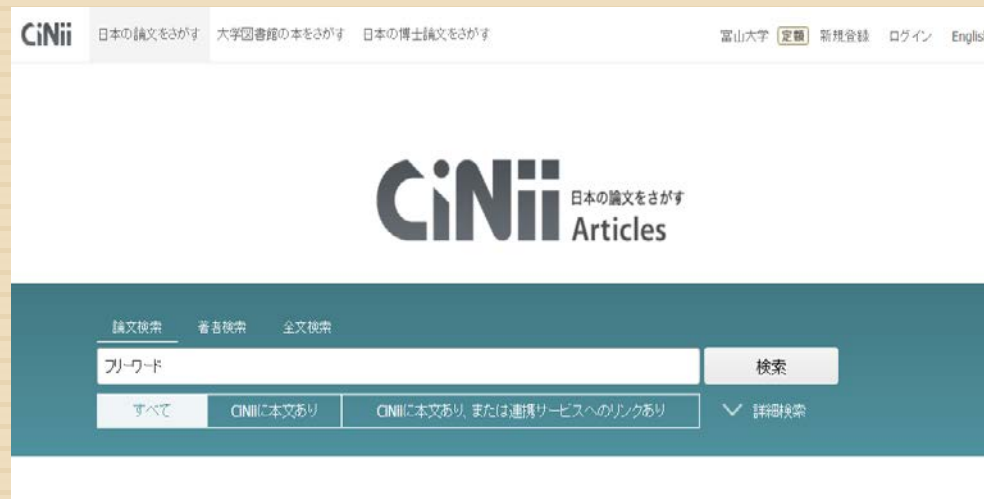 CiNii 日本の論文をさがす 大学図書館の本をさがす 日本の博士論文をさがす 富山大学 定額 新規登録 ログイン English
CiNii 日本の論文をさがす
Articles
論文検索 著者検索 全文検索
フリーワード 検索
すべて CiNiiに本文あり CiNiiに本文あり、または連携サービスへのリンクあり 詳細検索